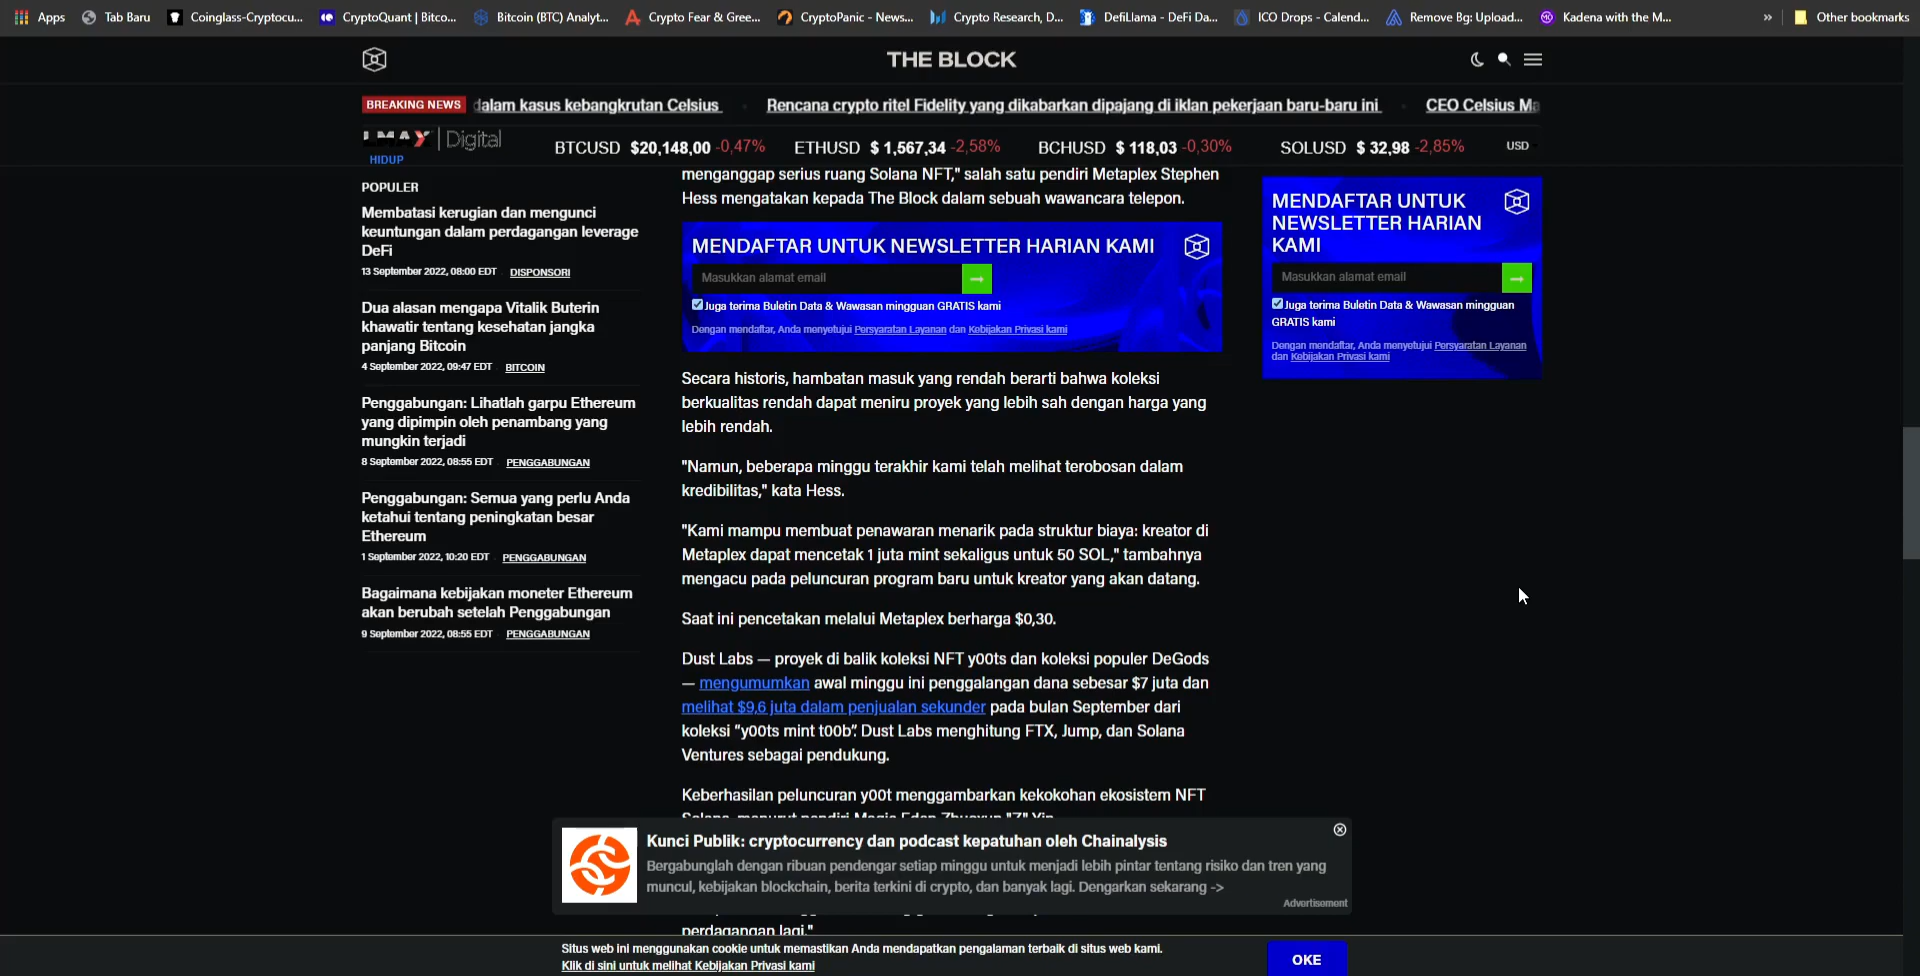 Apps
Tab Baru
Coinglass-Cryptocu...
CryptoQuant | Bitco...
Bitcoin (BTC) Analyt...
Crypto Fear & Gree...
CryptoPanic - News...
Crypto Research, D...
DefiLlama - DeFi Da...
ICO Drops - Calend...
Remove Bg: Upload...
Kadena with the M...
»
Other bookmarks
THE BLOCK
BREAKING NEWS
dalam kasus kebangkrutan Celsius
Rencana crypto ritel Fidelity yang dikabarkan dipajang di iklan pekerjaan baru-baru ini
CEO Celsius Ma
LMAX | Digital
HIDUP
BTCUSD $20,148,00 -0,47%
ETHUSD $ 1,567,34 -2,58%
BCHUSD $ 118,03 -0,30%
SOLUSD $ 32,98 -2,85%
USD
POPULER
Membatasi kerugian dan mengunci
keuntungan dalam perdagangan leverage
DeFi
13 September 2022, 08:00 EDT DISPONSORI
Dua alasan mengapa Vitalik Buterin
khawatir tentang kesehatan jangka
panjang Bitcoin
4 September 2022, 09:47 EDT BITCOIN
Penggabungan: Lihatlah garpu Ethereum
yang dipimpin oleh penambang yang
mungkin terjadi
8 September 2022, 08:55 EDT PENGGABUNGAN
Penggabungan: Semua yang perlu Anda
ketahui tentang peningkatan besar
Ethereum
1 September 2022, 10:20 EDT PENGGABUNGAN
Bagaimana kebijakan moneter Ethereum
akan berubah setelah Penggabungan
9 September 2022, 08:55 EDT PENGGABUNGAN
menganggap serius ruang Solana NFT," salah satu pendiri Metaplex Stephen
Hess mengatakan kepada The Block dalam sebuah wawancara telepon.
MENDAFTAR UNTUK NEWSLETTER HARIAN KAMI
Masukkan alamat email
→
Juga terima Buletin Data & Wawasan mingguan GRATIS kami
Dengan mendaftar, Anda menyetujui Persyaratan Layanan dan Kebijakan Privasi kami
Secara historis, hambatan masuk yang rendah berarti bahwa koleksi
berkualitas rendah dapat meniru proyek yang lebih sah dengan harga yang
lebih rendah.
"Namun, beberapa minggu terakhir kami telah melihat terobosan dalam
kredibilitas," kata Hess.
"Kami mampu membuat penawaran menarik pada struktur biaya: kreator di
Metaplex dapat mencetak 1 juta mint sekaligus untuk 50 SOL," tambahnya
mengacu pada peluncuran program baru untuk kreator yang akan datang.
Saat ini pencetakan melalui Metaplex berharga $0,30.
Dust Labs — proyek di balik koleksi NFT y00ts dan koleksi populer DeGods
— mengumumkan awal minggu ini penggalangan dana sebesar $7 juta dan
melihat $9,6 juta dalam penjualan sekunder pada bulan September dari
koleksi “y00ts mint t00b”. Dust Labs menghitung FTX, Jump, dan Solana
Ventures sebagai pendukung.
Keberhasilan peluncuran y00t menggambarkan kekokohan ekosistem NFT
Solana, menurut pendiri Magic Eden Zhuoxun "Z" Yin.
perdagangan lagi."
MENDAFTAR UNTUK
NEWSLETTER HARIAN
KAMI
Masukkan alamat email
→
Juga terima Buletin Data & Wawasan mingguan
GRATIS kami
Dengan mendaftar, Anda menyetujui Persyaratan Layanan
dan Kebijakan Privasi kami
Kunci Publik: cryptocurrency dan podcast kepatuhan oleh Chainalysis
Bergabunglah dengan ribuan pendengar setiap minggu untuk menjadi lebih pintar tentang risiko dan tren yang
muncul, kebijakan blockchain, berita terkini di crypto, dan banyak lagi. Dengarkan sekarang ->
Advertisement
Situs web ini menggunakan cookie untuk memastikan Anda mendapatkan pengalaman terbaik di situs web kami.
Klik di sini untuk melihat Kebijakan Privasi kami
OKE